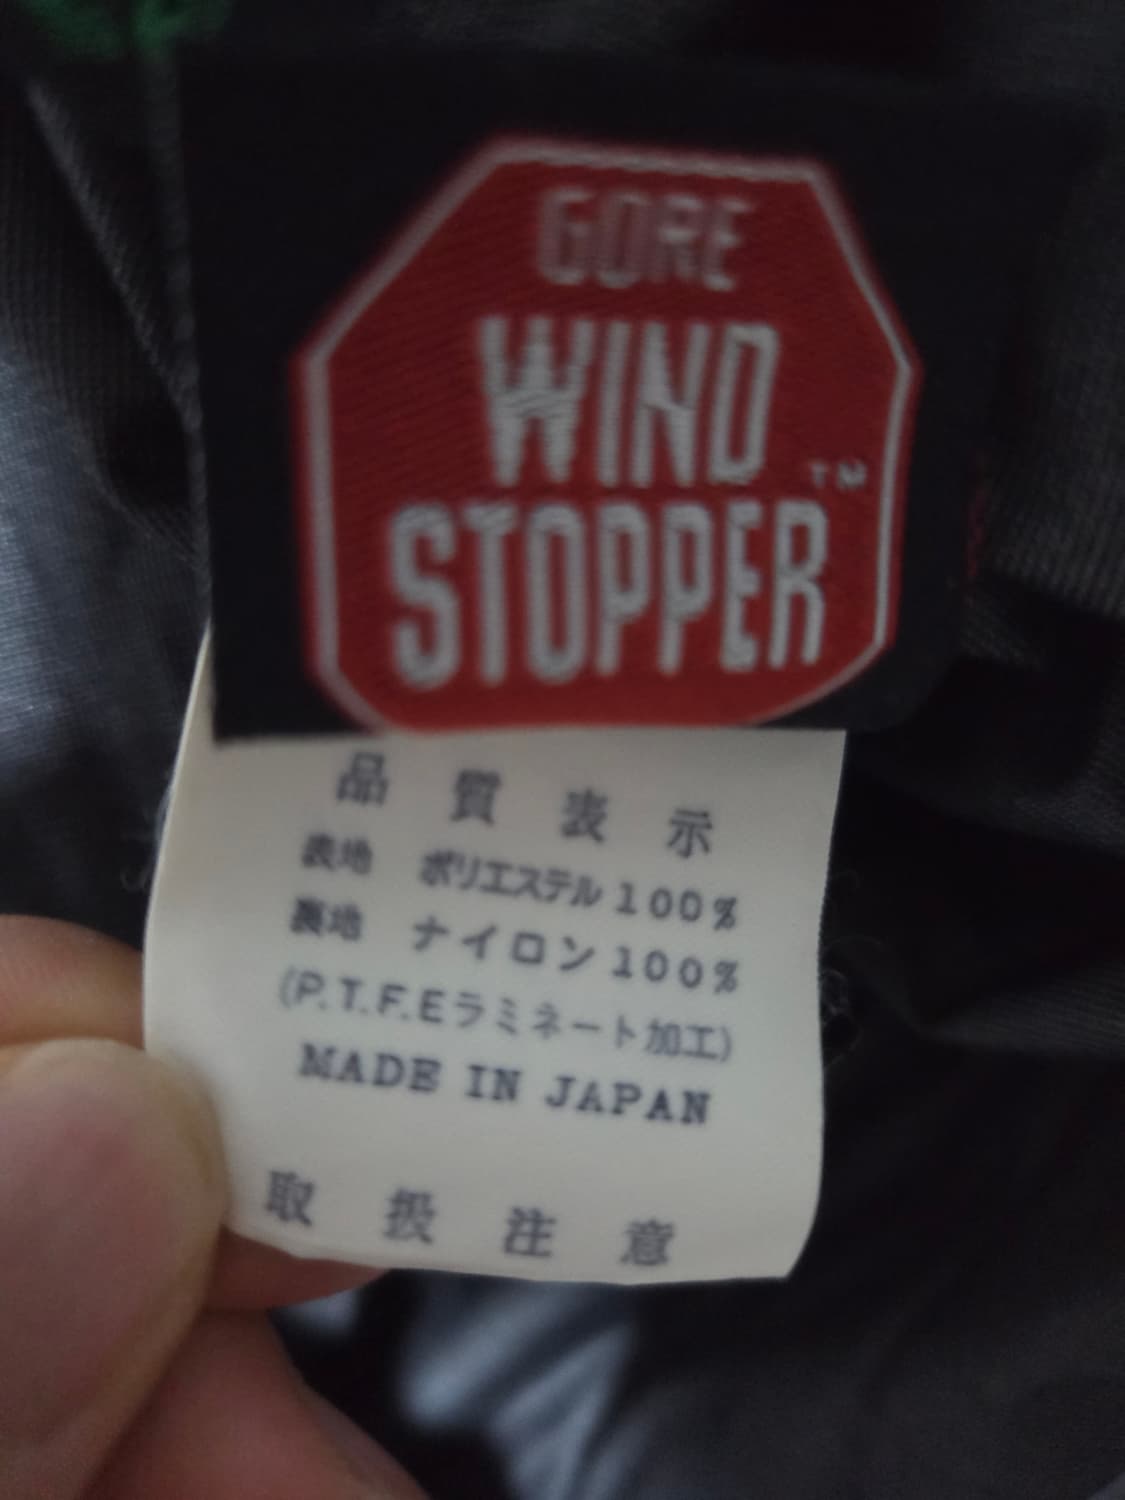 GORE
WIND
STOPPER™
品質表示
表地 ポリエステル100%
裏地 ナイロン100%
(P.T.F.Eラミネート加工)
MADE IN JAPAN
取扱注意